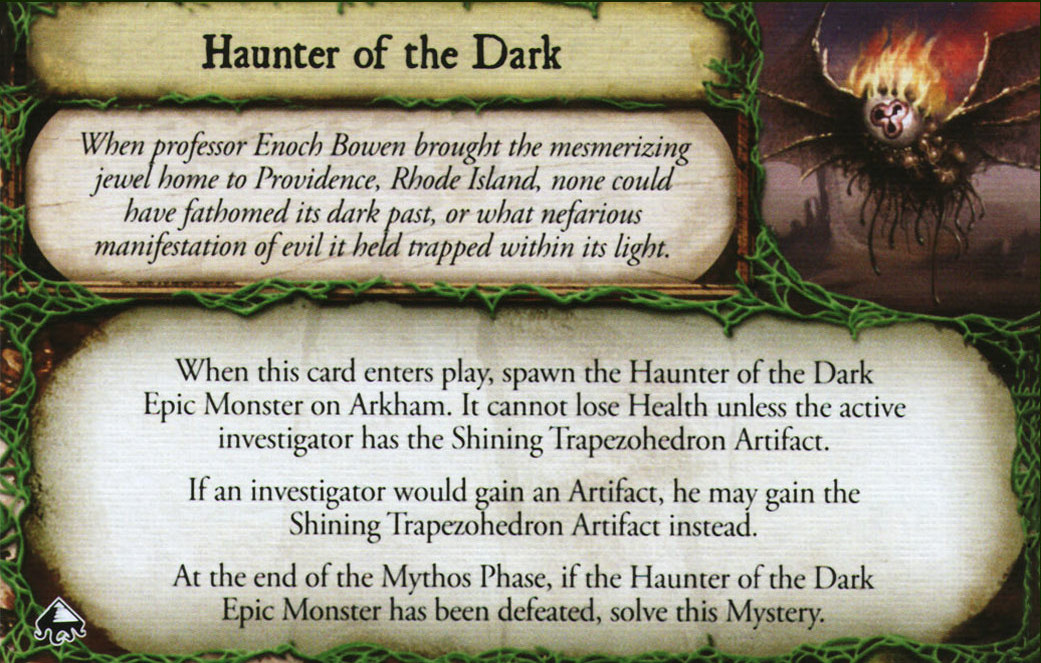 Haunter of the Dark
When professor Enoch Bowen brought the mesmerizing
jewel home to Providence, Rhode Island, none could
have fathomed its dark past, or what nefarious
manifestation of evil it held trapped within its light.
When this card enters play, spawn the Haunter of the Dark
Epic Monster on Arkham. It cannot lose Health unless the active
investigator has the Shining Trapezohedron Artifact.
If an investigator would gain an Artifact, he may gain the
Shining Trapezohedron Artifact instead.
At the end of the Mythos Phase, if the Haunter of the Dark
Epic Monster has been defeated, solve this Mystery.